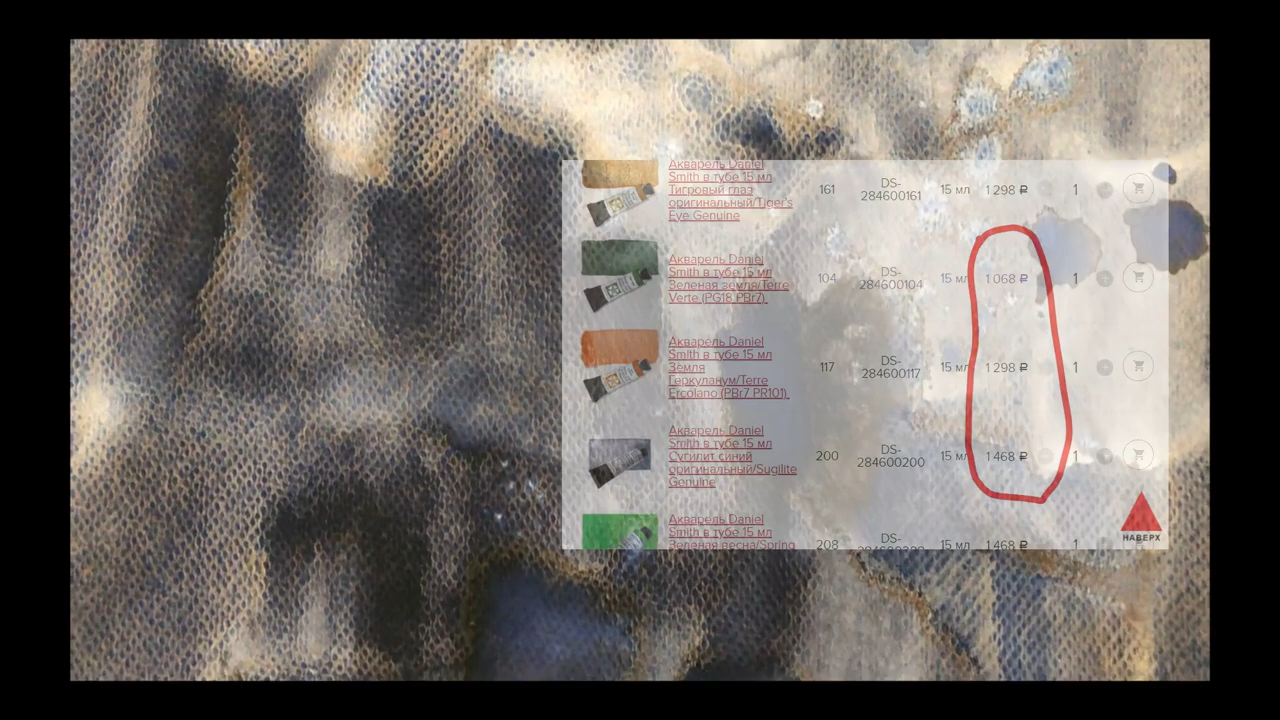 Акварель Daniel
Smith в тубе 15 мл
Тигровый глаз
оригинальный/Tiger's
Eye Genuine
161
DS-
284600161
15 мл
1 298 ₽
1
Акварель Daniel
Smith в тубе 15 мл
Зеленая земля/Terre
Verte (PG18 PBr7)
104
DS-
284600104
15 мл
1 068 ₽
1
Акварель Daniel
Smith в тубе 15 мл
Земля
Геркуланум/Terre
Ercolano (PBr7 PR101)
117
DS-
284600117
15 мл
1 298 ₽
1
Акварель Daniel
Smith в тубе 15 мл
Сугилит синий
оригинальный/Sugilite
Genuine
200
DS-
284600200
15 мл
1 468 ₽
1
Акварель Daniel
Smith в тубе 15 мл
Зеленая весна/Spring
208
DS-
15 мл
1 468 ₽
1
НАВЕРХ